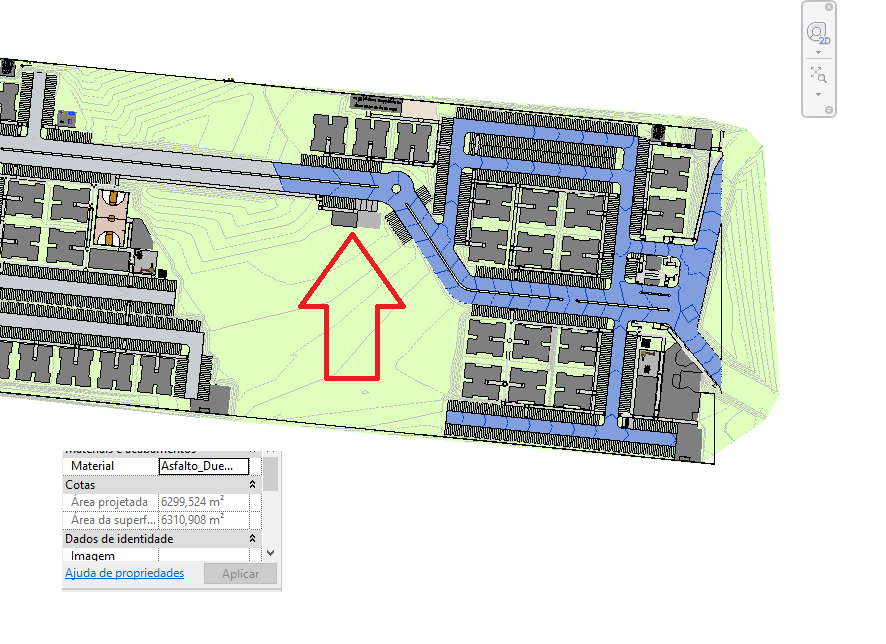 2D
Materiais e acabamentos
Material Asfalto_Due...
Cotas
Área projetada 6299,524 m²
Área da superf... 6310,908 m²
Dados de identidade
Imagem
Ajuda de propriedades Aplicar